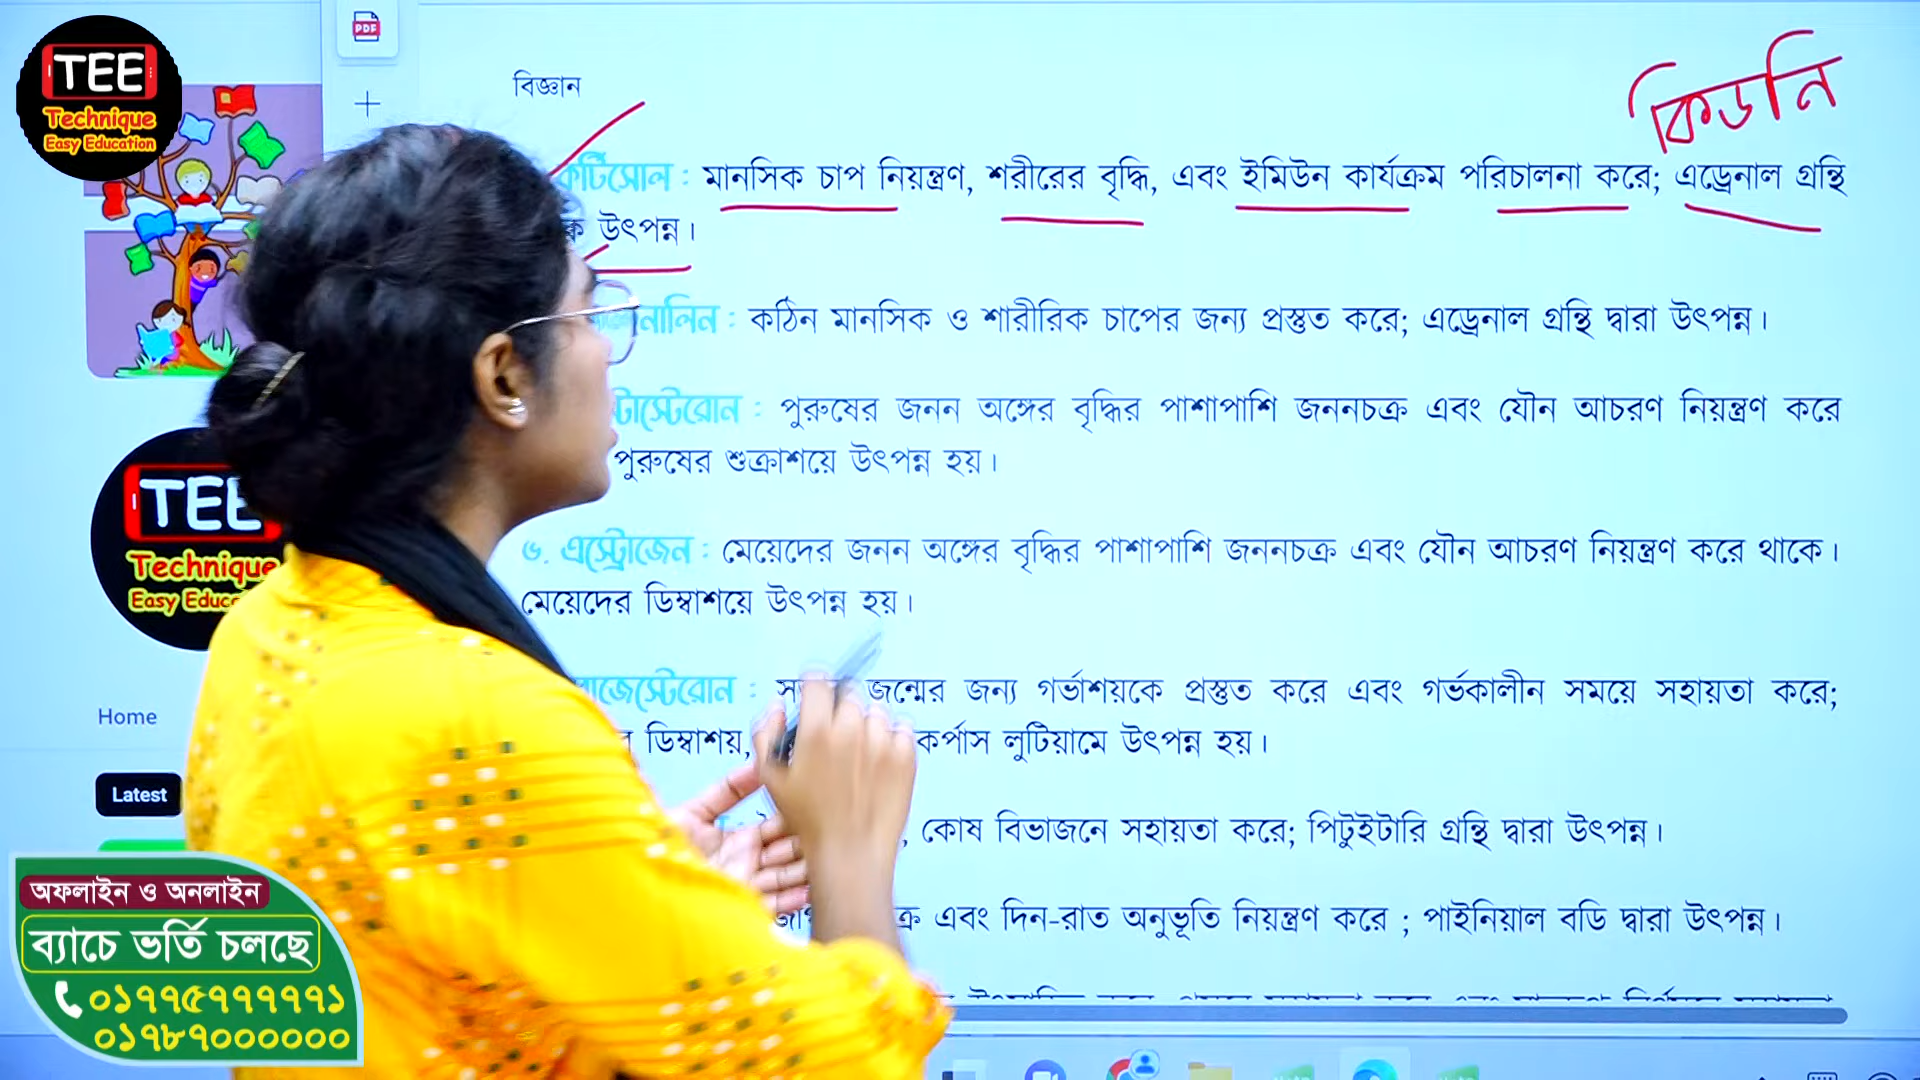 TEE
Technique
Easy Education
PDF
বিজ্ঞান
কিডনি
কর্টিসোল : মানসিক চাপ নিয়ন্ত্রণ, শরীরের বৃদ্ধি, এবং ইমিউন কার্যক্রম পরিচালনা করে; এড্রেনাল গ্রন্থি
উৎপন্ন।
কঠিন মানসিক ও শারীরিক চাপের জন্য প্রস্তুত করে; এড্রেনাল গ্রন্থি দ্বারা উৎপন্ন।
পুরুষের জনন অঙ্গের বৃদ্ধির পাশাপাশি জননচক্র এবং যৌন আচরণ নিয়ন্ত্রণ করে
পুরুষের শুক্রাশয়ে উৎপন্ন হয়।
৬. এস্ট্রোজেন : মেয়েদের জনন অঙ্গের বৃদ্ধির পাশাপাশি জননচক্র এবং যৌন আচরণ নিয়ন্ত্রণ করে থাকে।
মেয়েদের ডিম্বাশয়ে উৎপন্ন হয়।
জন্মের জন্য গর্ভাশয়কে প্রস্তুত করে এবং গর্ভকালীন সময়ে সহায়তা করে;
ডিম্বাশয়, কর্পাস লুটিয়ামে উৎপন্ন হয়।
কোষ বিভাজনে সহায়তা করে; পিটুইটারি গ্রন্থি দ্বারা উৎপন্ন।
এবং দিন-রাত অনুভূতি নিয়ন্ত্রণ করে ; পাইনিয়াল বডি দ্বারা উৎপন্ন।
TEE
Technique
Easy
Home
Latest
অফলাইন ও অনলাইন
ব্যাচে ভর্তি চলছে
০১৭৭৫৭৭৭৭৭১
০১৭৮৭০০০০০০